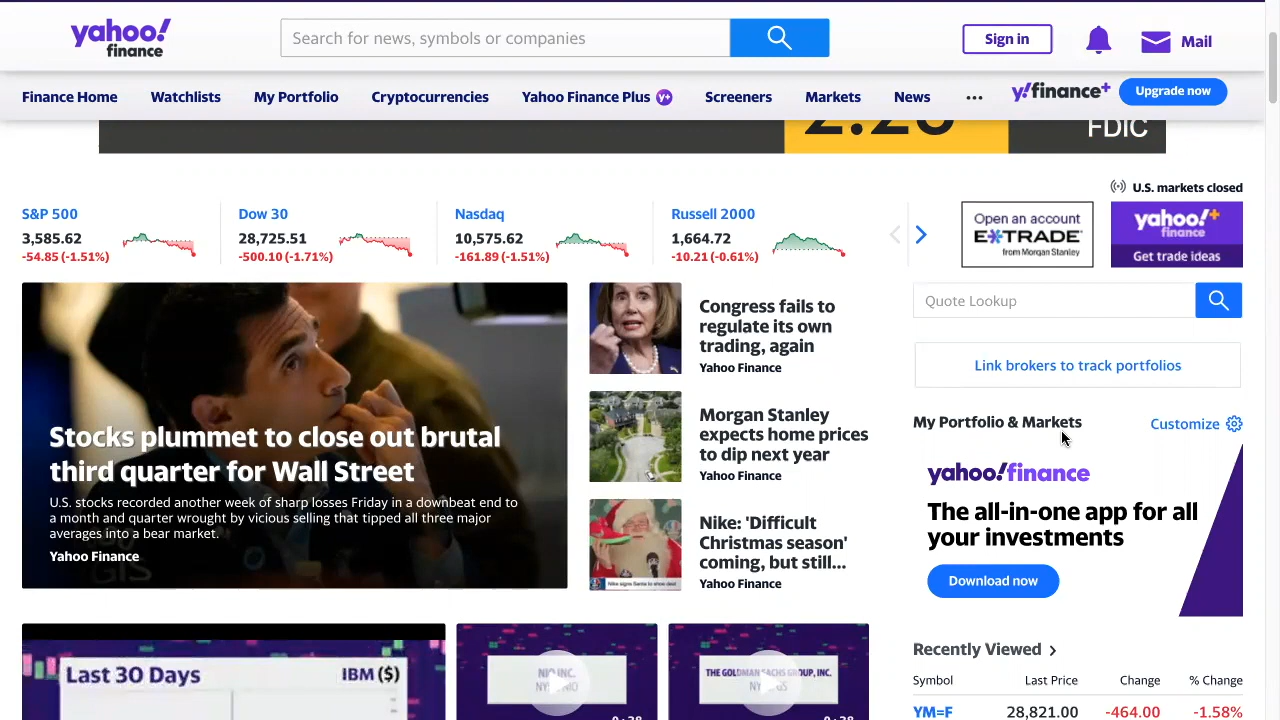 yahoo!
finance
Search for news, symbols or companies
Sign in
Mail
Finance Home
Watchlists
My Portfolio
Cryptocurrencies
Yahoo Finance Plus y+
Screeners
Markets
News
...
y!finance+
Upgrade now
FDIC
U.S. markets closed
S&P 500
3,585.62
-54.85 (-1.51%)
Dow 30
28,725.51
-500.10 (-1.71%)
Nasdaq
10,575.62
-161.89 (-1.51%)
Russell 2000
1,664.72
-10.21 (-0.61%)
Open an account
E*TRADE
from Morgan Stanley
yahoo!+
finance
Get trade ideas
Stocks plummet to close out brutal
third quarter for Wall Street
U.S. stocks recorded another week of sharp losses Friday in a downbeat end to
a month and quarter wrought by vicious selling that tipped all three major
averages into a bear market.
Yahoo Finance
Congress fails to
regulate its own
trading, again
Yahoo Finance
Morgan Stanley
expects home prices
to dip next year
Yahoo Finance
Nike: 'Difficult
Christmas season'
coming, but still...
Yahoo Finance
Quote Lookup
Link brokers to track portfolios
My Portfolio & Markets
Customize
yahoo!finance
The all-in-one app for all
your investments
Download now
Recently Viewed >
Symbol Last Price Change % Change
YM=F 28,821.00 -464.00 -1.58%
Last 30 Days
IBM ($)
NIO INC.
THE GOLDMAN SACHS GROUP, INC.